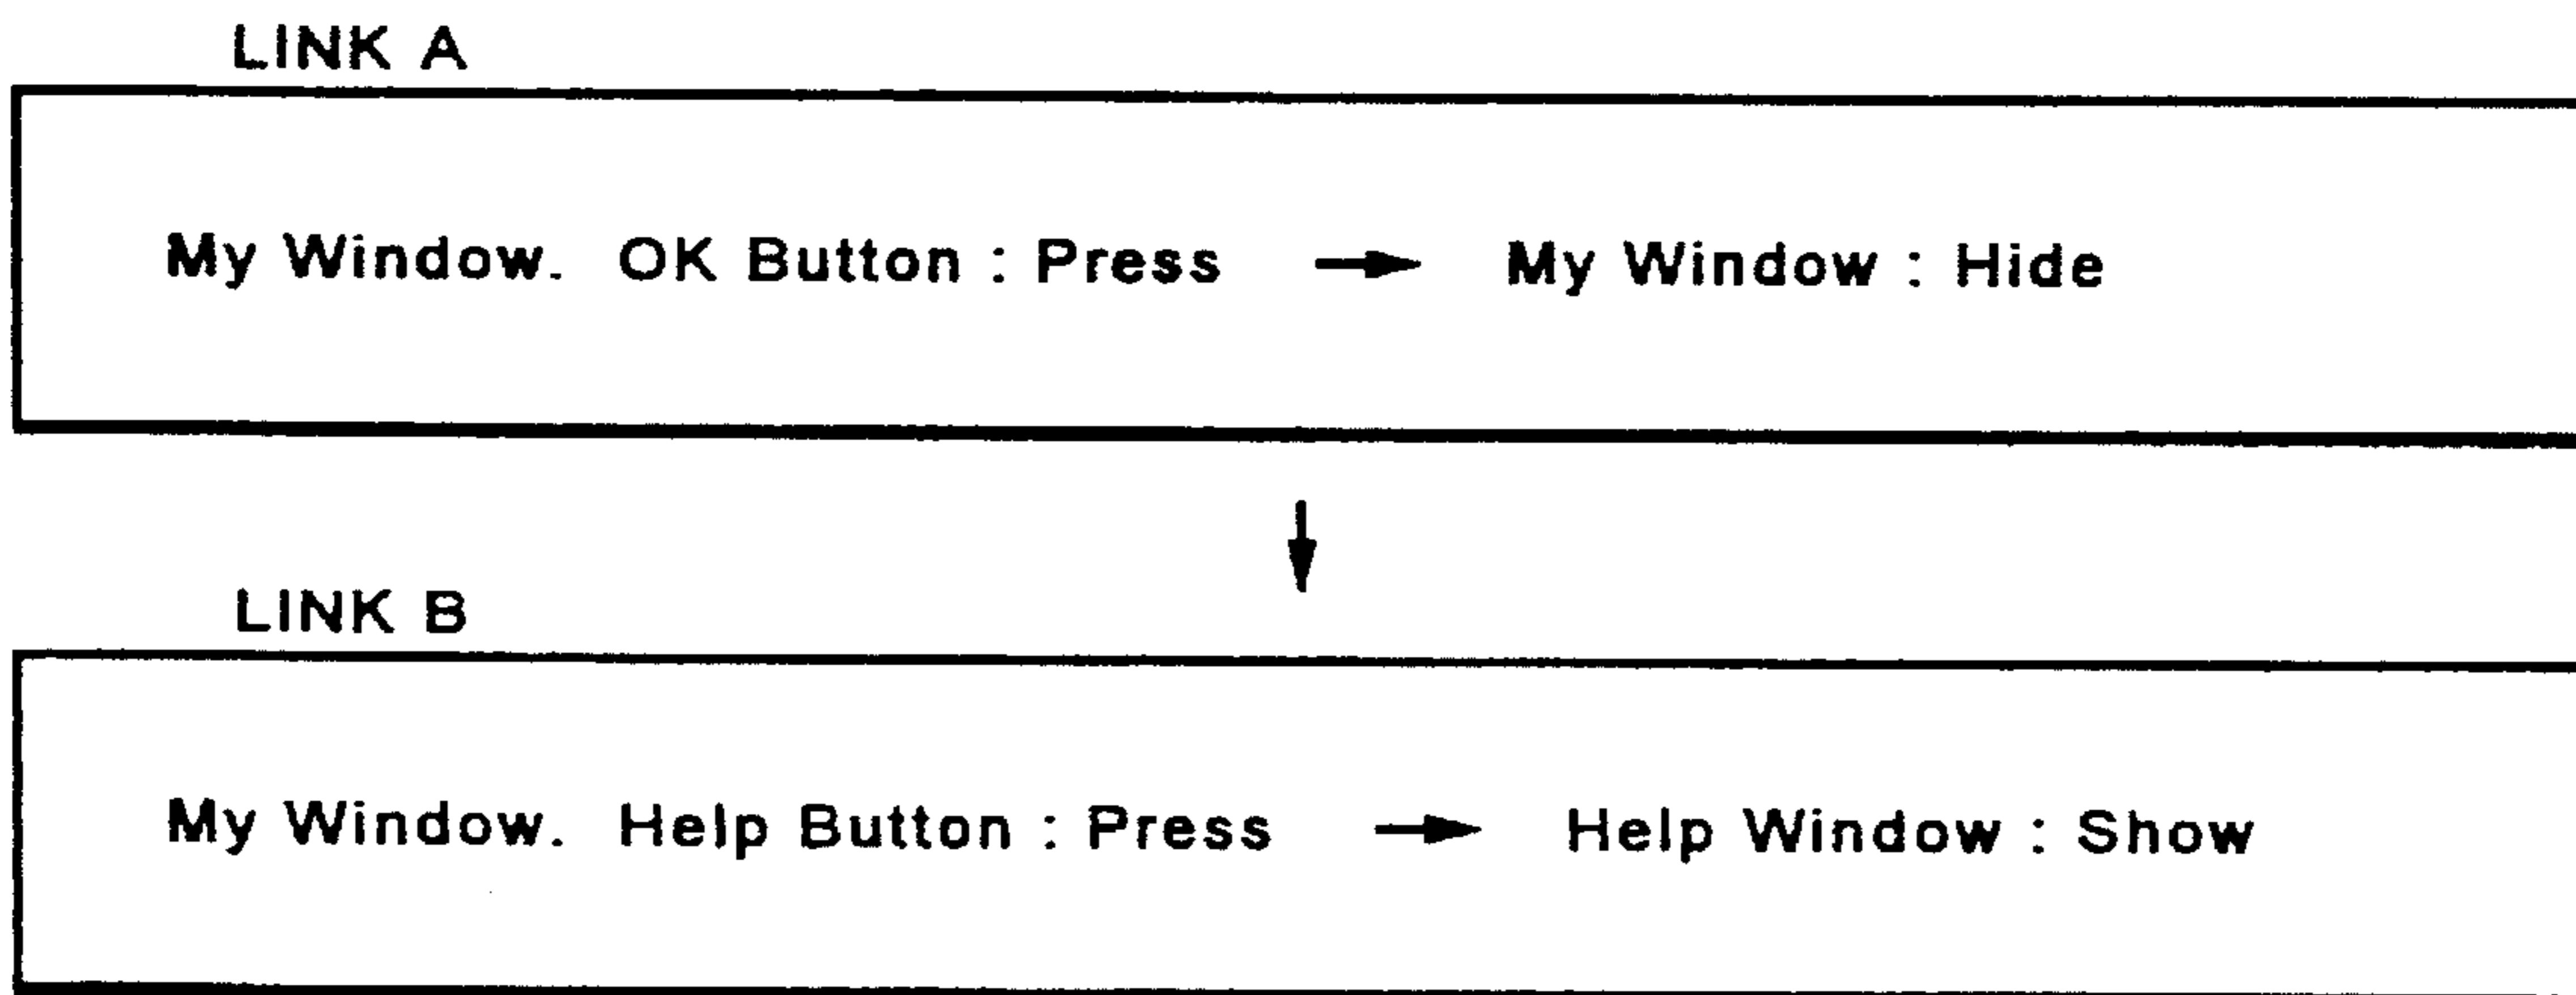 LINK A
My Window. OK Button : Press → My Window : Hide
LINK B
My Window. Help Button : Press → Help Window : Show